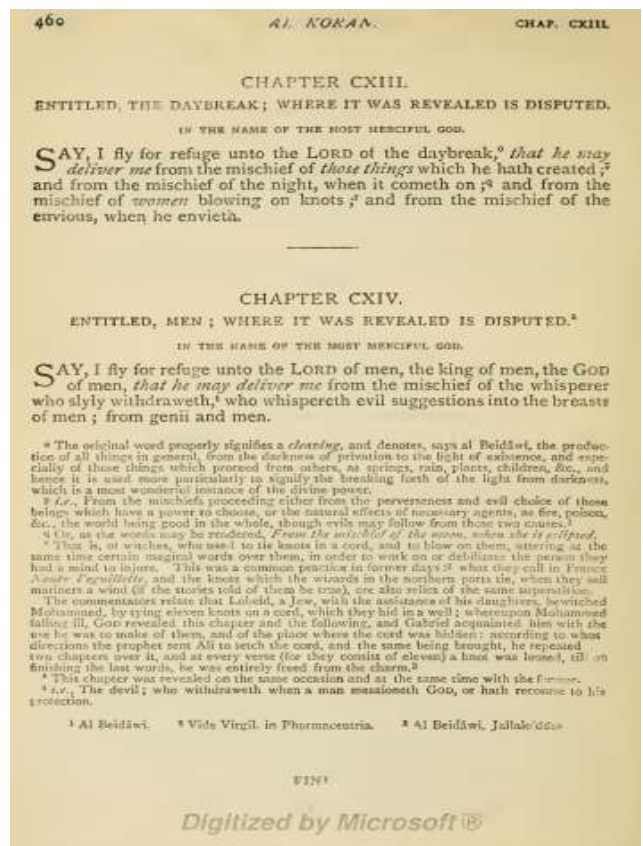 460 AL KORAN. CHAP. CXIII.
CHAPTER CXIII.
ENTITLED, THE DAYBREAK; WHERE IT WAS REVEALED IS DISPUTED.
IN THE NAME OF THE MOST MERCIFUL GOD.
SAY, I fly for refuge unto the LORD of the daybreak,ᵒ that he may
deliver me from the mischief of those things which he hath created;ᵖ
and from the mischief of the night, when it cometh on;q and from the
mischief of women blowing on knots;ʳ and from the mischief of the
envious, when he envieth.
CHAPTER CXIV.
ENTITLED, MEN; WHERE IT WAS REVEALED IS DISPUTED.ˢ
IN THE NAME OF THE MOST MERCIFUL GOD.
SAY, I fly for refuge unto the LORD of men, the king of men, the GOD
of men, that he may deliver me from the mischief of the whisperer
who slyly withdraweth,ᵗ who whispereth evil suggestions into the breasts
of men; from genii and men.
ᵒ The original word properly signifies a cleaving, and denotes, says al Beidâwi, the produc-
tion of all things in general, from the darkness of privation to the light of existence, and espe-
cially of those things which proceed from others, as springs, rain, plants, children, &c., and
hence it is used more particularly to signify the breaking forth of the light from darkness,
which is a most wonderful instance of the divine power.
ᵖ i.e., From the mischiefs proceeding either from the perverseness and evil choice of those
beings which have a power to choose, or the natural effects of necessary agents, as fire, poison,
&c., the world being good in the whole, though evils may follow from those two causes.¹
q Or, as the words may be rendered, From the mischief of the moon, when she is eclipsed.
ʳ That is, of witches, who used to tie knots in a cord, and to blow on them, uttering at the
same time certain magical words over them, in order to work on or debilitate the person they
had a mind to injure. This was a common practice in former days:² what they call in France
Nouër l'eguillette, and the knots which the wizards in the northern parts tie, when they sell
mariners a wind (if the stories told of them be true), are also relics of the same superstition.
The commentators relate that Lobeid, a Jew, with the assistance of his daughters, bewitched
Mohammed, by tying eleven knots on a cord, which they hid in a well; whereupon Mohammed
falling ill, GOD revealed this chapter and the following, and Gabriel acquainted him with the
use he was to make of them, and of the place where the cord was hidden: according to whose
directions the prophet sent Ali to fetch the cord, and the same being brought, he repeated
two chapters over it, and at every verse (for they consist of eleven) a knot was loosed, till on
finishing the last words, he was entirely freed from the charm.³
ˢ This chapter was revealed on the same occasion and at the same time with the former.
ᵗ i.e., The devil; who withdraweth when a man mentioneth GOD, or hath recourse to his
protection.
¹ Al Beidâwi. ² Vide Virgil. in Pharmaceutria. ³ Al Beidâwi,
Digitized by Microsoft ®